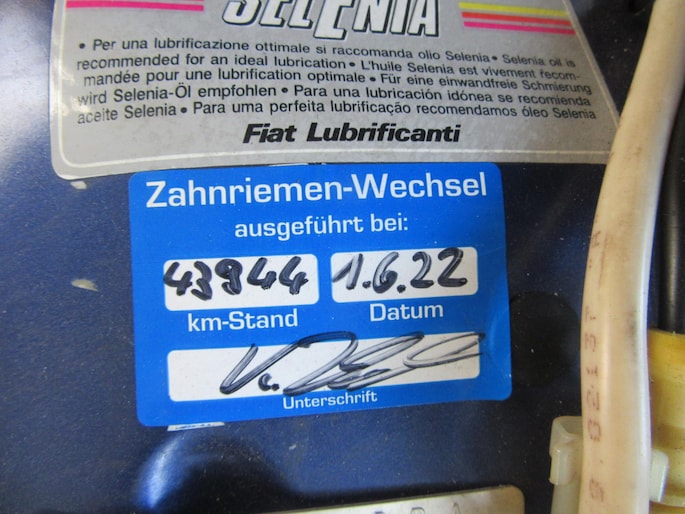 SELENIA
• Per una lubrificazione ottimale si raccomanda olio Selenia • Selenia oil is
recommended for an ideal lubrication • L'huile Selenia est vivement recom-
mandée pour une lubrification optimale • Für eine einwandfreie Schmierung
wird Selenia-Öl empfohlen • Para una lubricación idónea se recomienda
aceite Selenia • Para uma perfeita lubrificação recomendamos óleo Selenia
Fiat Lubrificanti
Zahnriemen-Wechsel
ausgeführt bei:
43944 1.6.22
km-Stand Datum
Unterschrift